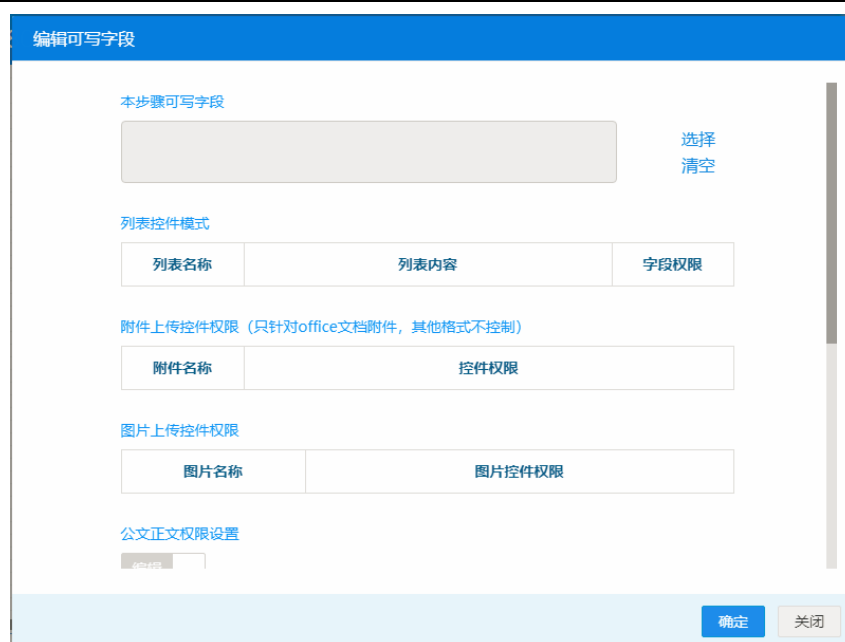 编辑可写字段
本步骤可写字段
选择
清空
列表控件模式
列表名称 列表内容 字段权限
附件上传控件权限（只针对office文档附件，其他格式不控制）
附件名称 控件权限
图片上传控件权限
图片名称 图片控件权限
公文正文权限设置
编辑
确定 关闭